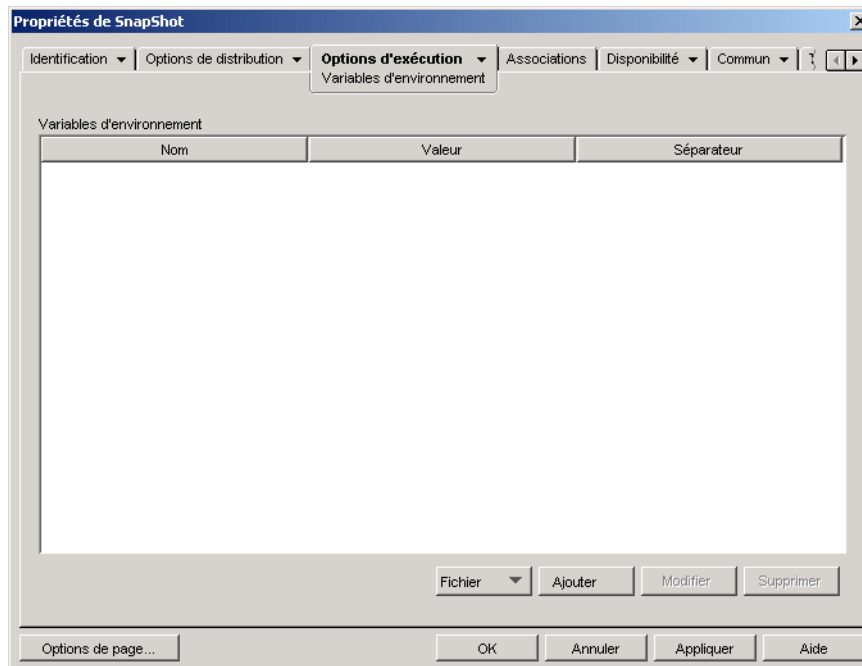 Propriétés de SnapShot
Identification Options de distribution Options d'exécution Associations Disponibilité Commun
Variables d'environnement
Variables d'environnement
Nom Valeur Séparateur
Fichier Ajouter Modifier Supprimer
Options de page... OK Annuler Appliquer Aide